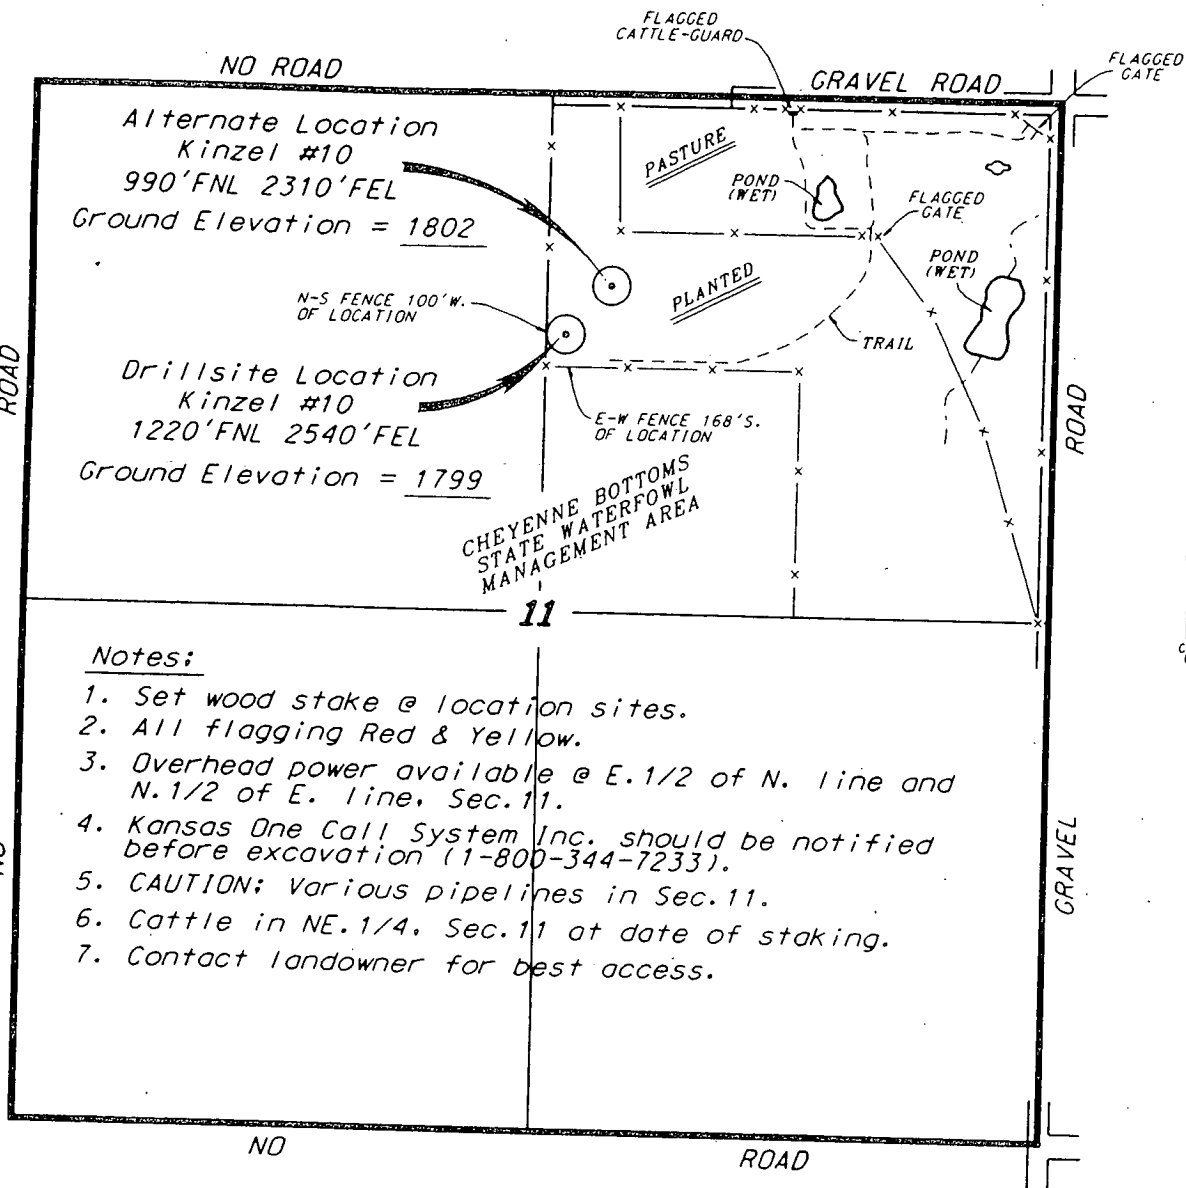 FLAGGED
CATTLE-GUARD
FLAGGED
GATE
NO ROAD
GRAVEL ROAD
Alternate Location
Kinzel #10
990'FNL 2310'FEL
Ground Elevation = 1802
PASTURE
POND
(WET)
FLAGGED
GATE
POND
(WET)
PLANTED
N-S FENCE 100'W.
OF LOCATION
TRAIL
ROAD
Drillsite Location
Kinzel #10
1220'FNL 2540'FEL
Ground Elevation = 1799
E-W FENCE 168'S.
OF LOCATION
ROAD
CHEYENNE BOTTOMS
STATE WATERFOWL
MANAGEMENT AREA
11
Notes:
1. Set wood stake @ location sites.
2. All flagging Red & Yellow.
3. Overhead power available @ E.1/2 of N. line and
N.1/2 of E. line, Sec.11.
4. Kansas One Call System Inc. should be notified
before excavation (1-800-344-7233).
5. CAUTION: Various pipelines in Sec.11.
6. Cattle in NE.1/4, Sec.11 at date of staking.
7. Contact landowner for best access.
GRAVEL
NO
ROAD